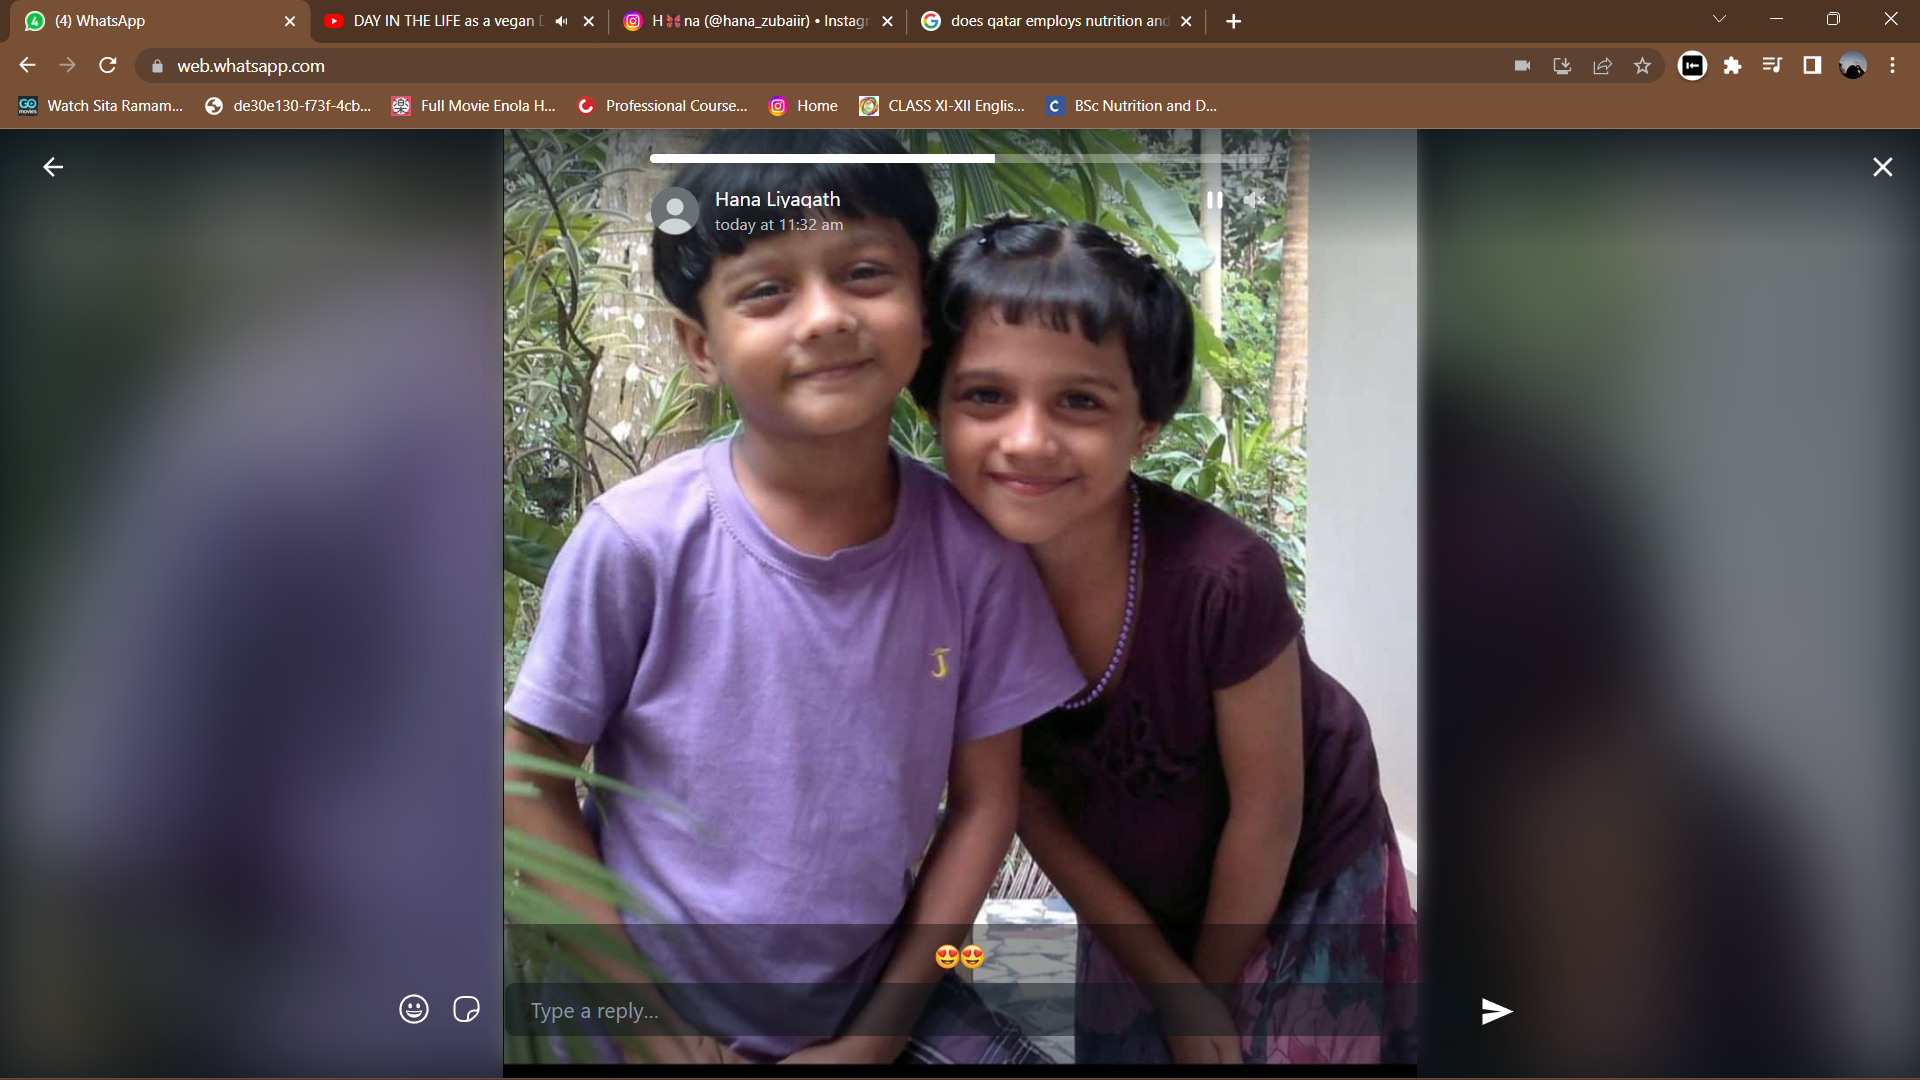 (4) WhatsApp
DAY IN THE LIFE as a vegan
H🦋na (@hana_zubaiir) • Instagr
does qatar employs nutrition and
web.whatsapp.com
Watch Sita Ramam...
de30e130-f73f-4cb...
Full Movie Enola H...
Professional Course...
Home
CLASS XI-XII Englis...
BSc Nutrition and D...
Hana Liyaqath
today at 11:32 am
J
😍😍
Type a reply...